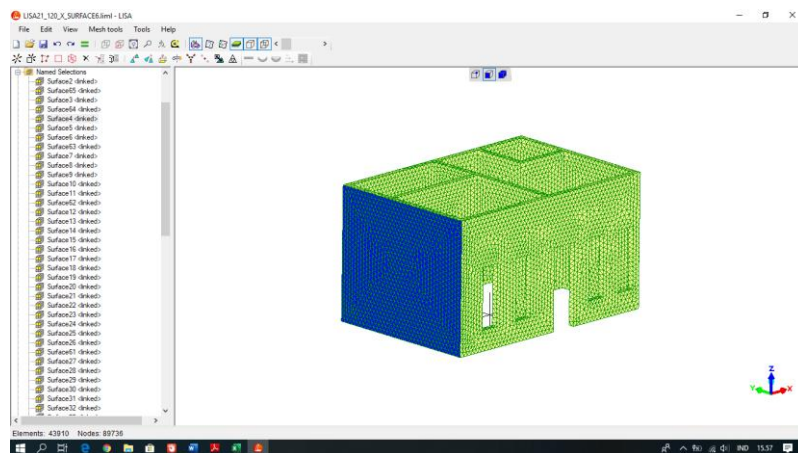 LISA21_120_X_SURFACE6.liml - LISA
File Edit View Mesh tools Tools Help
Named Selections
Surface2 <linked>
Surface65 <linked>
Surface3 <linked>
Surface64 <linked>
Surface4 <linked>
Surface5 <linked>
Surface6 <linked>
Surface63 <linked>
Surface7 <linked>
Surface8 <linked>
Surface9 <linked>
Surface10 <linked>
Surface11 <linked>
Surface62 <linked>
Surface12 <linked>
Surface13 <linked>
Surface14 <linked>
Surface15 <linked>
Surface16 <linked>
Surface17 <linked>
Surface18 <linked>
Surface19 <linked>
Surface20 <linked>
Surface21 <linked>
Surface22 <linked>
Surface23 <linked>
Surface24 <linked>
Surface25 <linked>
Surface26 <linked>
Surface61 <linked>
Surface27 <linked>
Surface28 <linked>
Surface29 <linked>
Surface30 <linked>
Surface31 <linked>
Surface32 <linked>
Z
Y
X
Elements: 43910 Nodes: 89736
IND 15.57